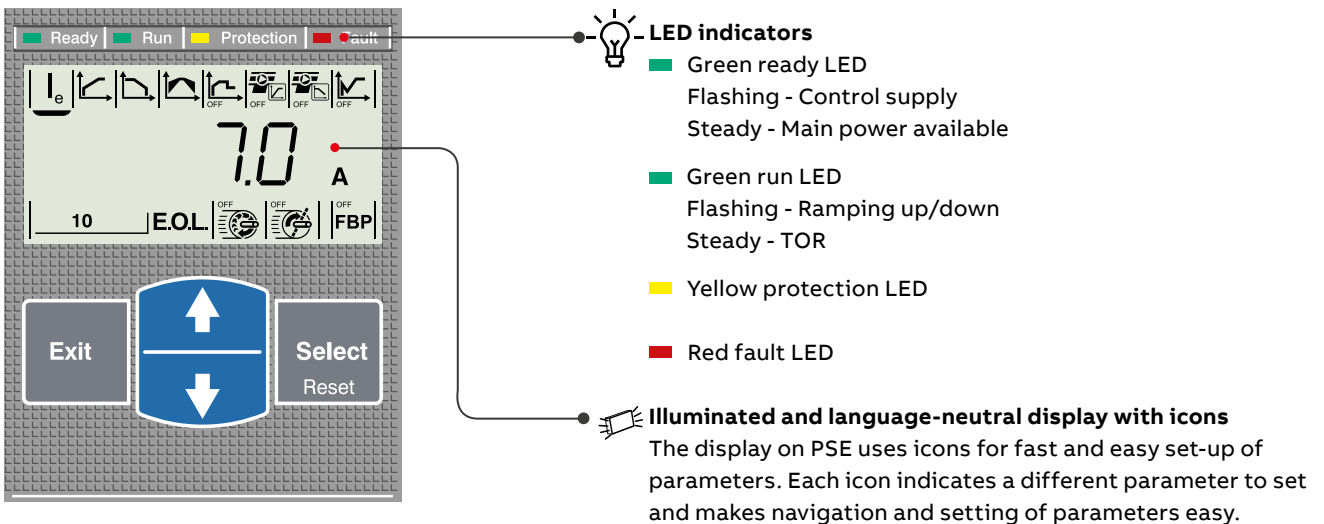 Ready Run Protection Fault
I e
OFF OFF OFF OFF
7.0 A
OFF OFF OFF
10 E.O.L. FBP
Exit
Select
Reset
LED indicators
Green ready LED
Flashing - Control supply
Steady - Main power available
Green run LED
Flashing - Ramping up/down
Steady - TOR
Yellow protection LED
Red fault LED
Illuminated and language-neutral display with icons
The display on PSE uses icons for fast and easy set-up of
parameters. Each icon indicates a different parameter to set
and makes navigation and setting of parameters easy.